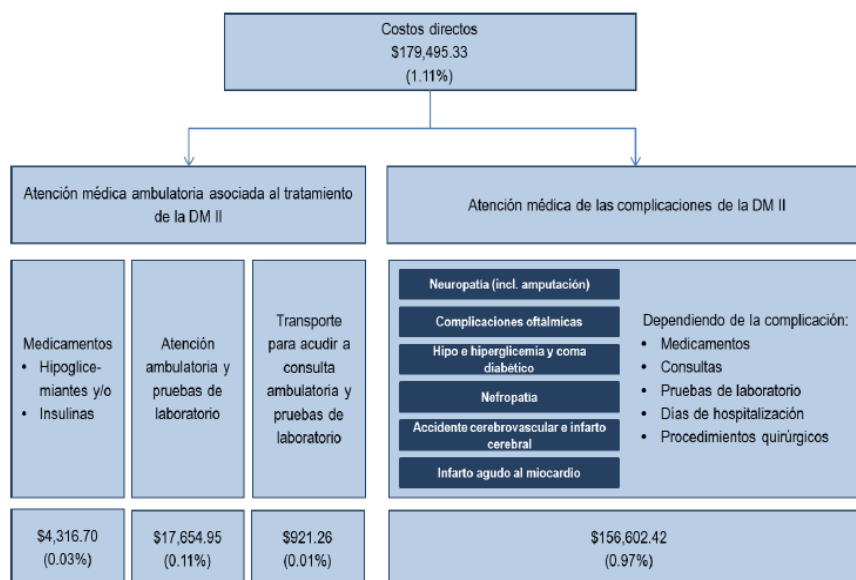 Costos directos
$179,495.33
(1.11%)
Atención médica ambulatoria asociada al tratamiento
de la DM II
Atención médica de las complicaciones de la DM II
Medicamentos
• Hipoglice-
miantes y/o
• Insulinas
Atención
ambulatoria y
pruebas de
laboratorio
Transporte
para acudir a
consulta
ambulatoria y
pruebas de
laboratorio
Neuropatía (incl. amputación)
Complicaciones oftálmicas
Hipo e hiperglicemia y coma
diabético
Nefropatía
Accidente cerebrovascular e infarto
cerebral
Infarto agudo al miocardio
Dependiendo de la complicación:
• Medicamentos
• Consultas
• Pruebas de laboratorio
• Días de hospitalización
• Procedimientos quirúrgicos
$4,316.70
(0.03%)
$17,654.95
(0.11%)
$921.26
(0.01%)
$156,602.42
(0.97%)